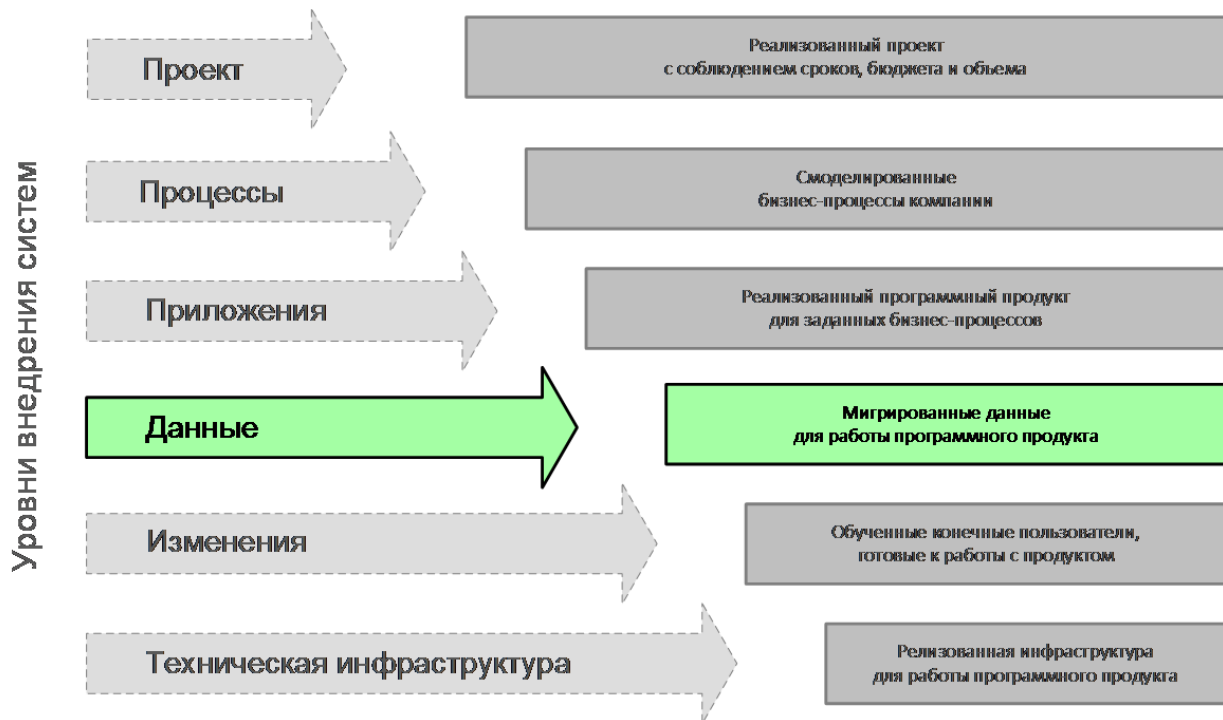 Уровни внедрения систем
Проект
Реализованный проект
с соблюдением сроков, бюджета и объема
Процессы
Смоделированные
бизнес-процессы компании
Приложения
Реализованный программный продукт
для заданных бизнес-процессов
Данные
Мигрированные данные
для работы программного продукта
Изменения
Обученные конечные пользователи,
готовые к работы с продуктом
Техническая инфраструктура
Релизованная инфраструктура
для работы программного продукта